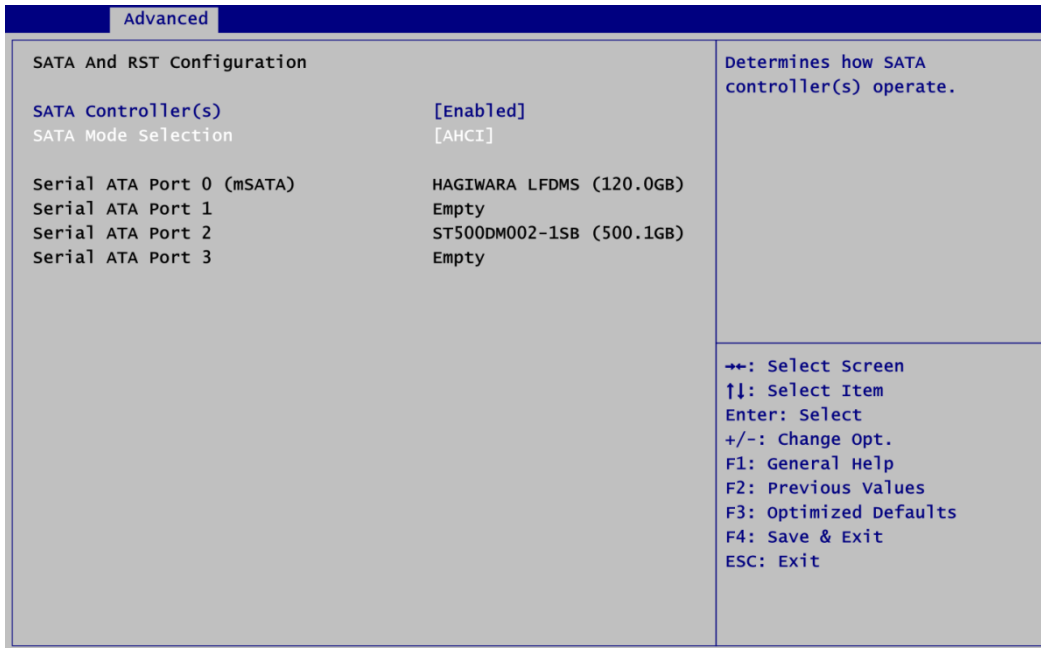 Advanced
SATA And RST Configuration
SATA Controller(s) [Enabled]
SATA Mode Selection [AHCI]
Serial ATA Port 0 (mSATA) HAGIWARA LFDMS (120.0GB)
Serial ATA Port 1 Empty
Serial ATA Port 2 ST500DM002-1SB (500.1GB)
Serial ATA Port 3 Empty
Determines how SATA
controller(s) operate.
→←: Select Screen
↑↓: Select Item
Enter: Select
+/-: Change Opt.
F1: General Help
F2: Previous Values
F3: Optimized Defaults
F4: Save & Exit
ESC: Exit